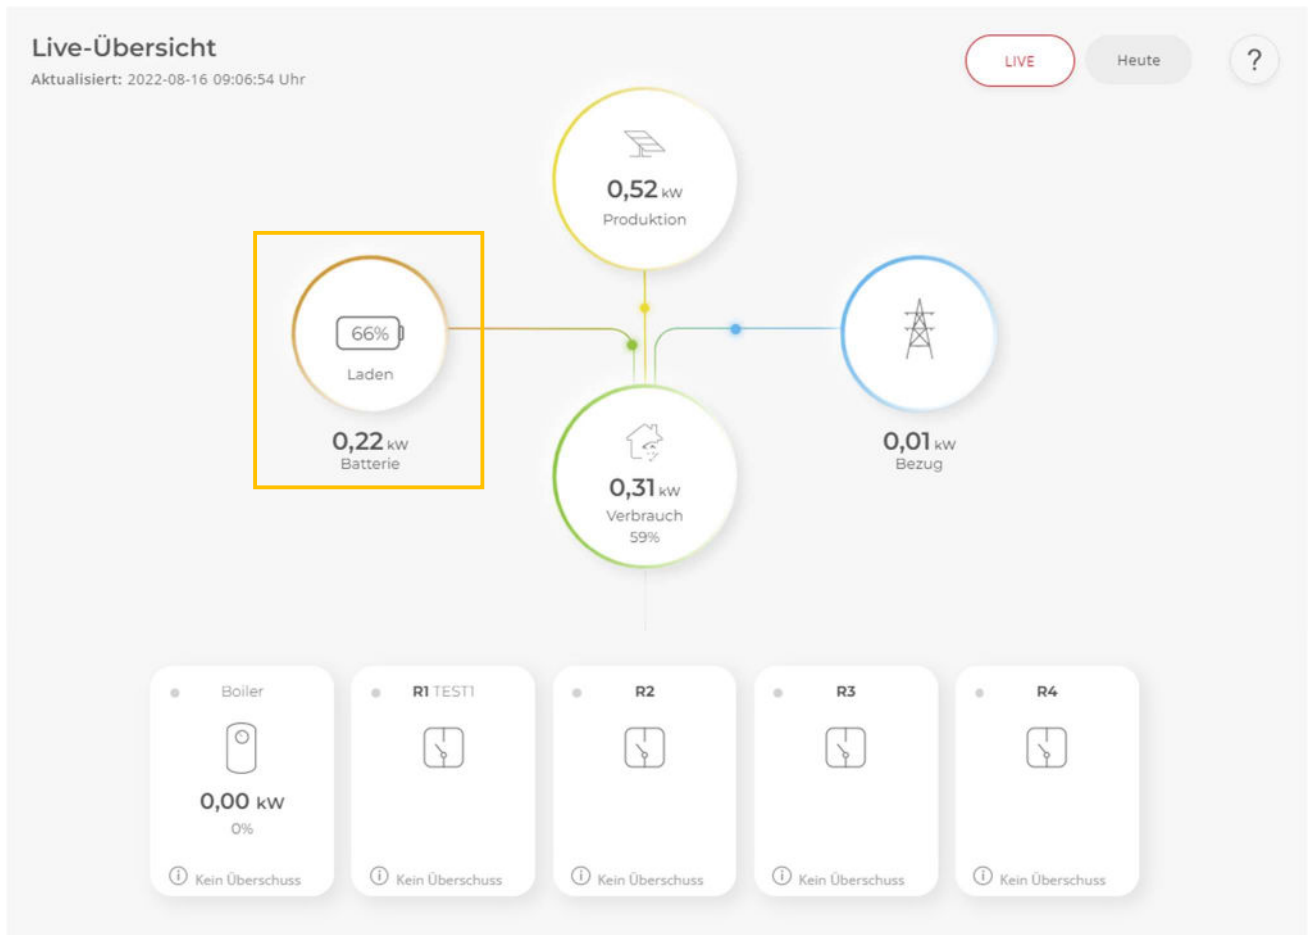 Live-Übersicht
Aktualisiert: 2022-08-16 09:06:54 Uhr
LIVE
Heute
?
0,52 kW
Produktion
66%
Laden
0,22 kW
Batterie
0,01 kW
Bezug
0,31 kW
Verbrauch
59%
Boiler
0,00 kW
0%
Kein Überschuss
R1 TEST1
Kein Überschuss
R2
Kein Überschuss
R3
Kein Überschuss
R4
Kein Überschuss